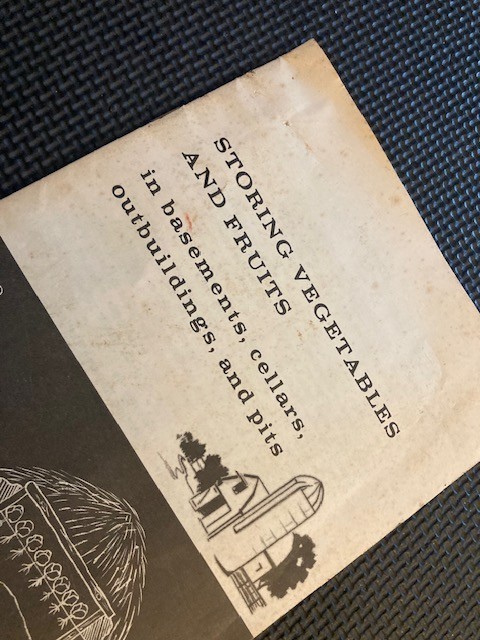 STORING VEGETABLES
AND FRUITS
in basements, cellars,
outbuildings, and pits